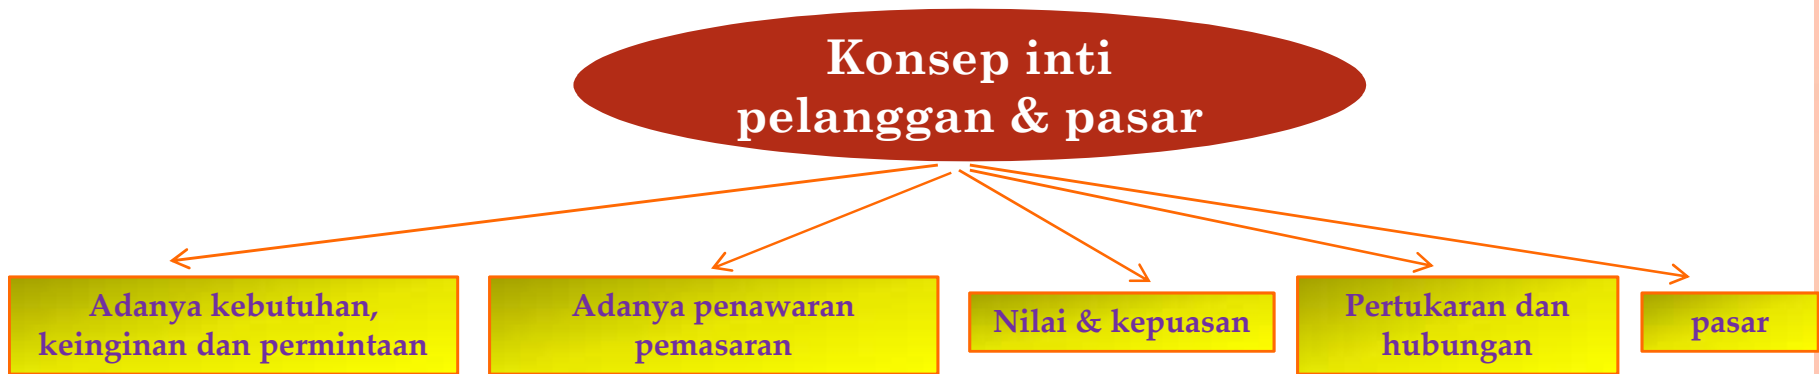 Konsep inti
pelanggan & pasar
Adanya kebutuhan,
keinginan dan permintaan
Adanya penawaran
pemasaran
Nilai & kepuasan
Pertukaran dan
hubungan
pasar